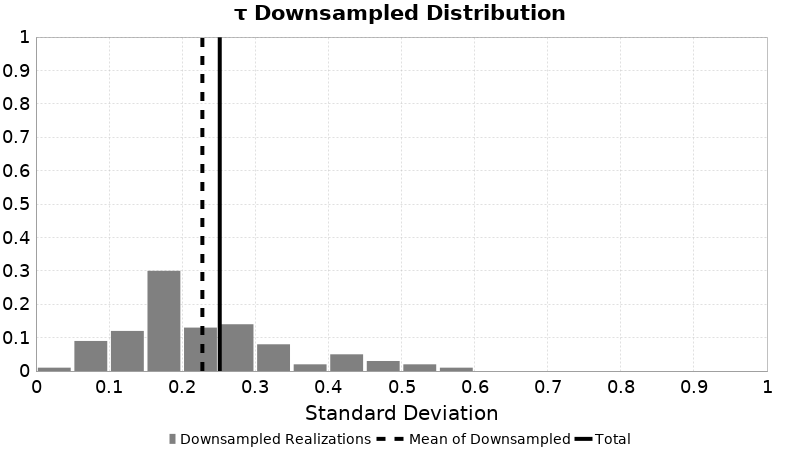 τ Downsampled Distribution
1
0.9
0.8
0.7
0.6
0.5
0.4
0.3
0.2
0.1
0
0 0.1 0.2 0.3 0.4 0.5 0.6 0.7 0.8 0.9 1
Standard Deviation
Downsampled Realizations Mean of Downsampled Total